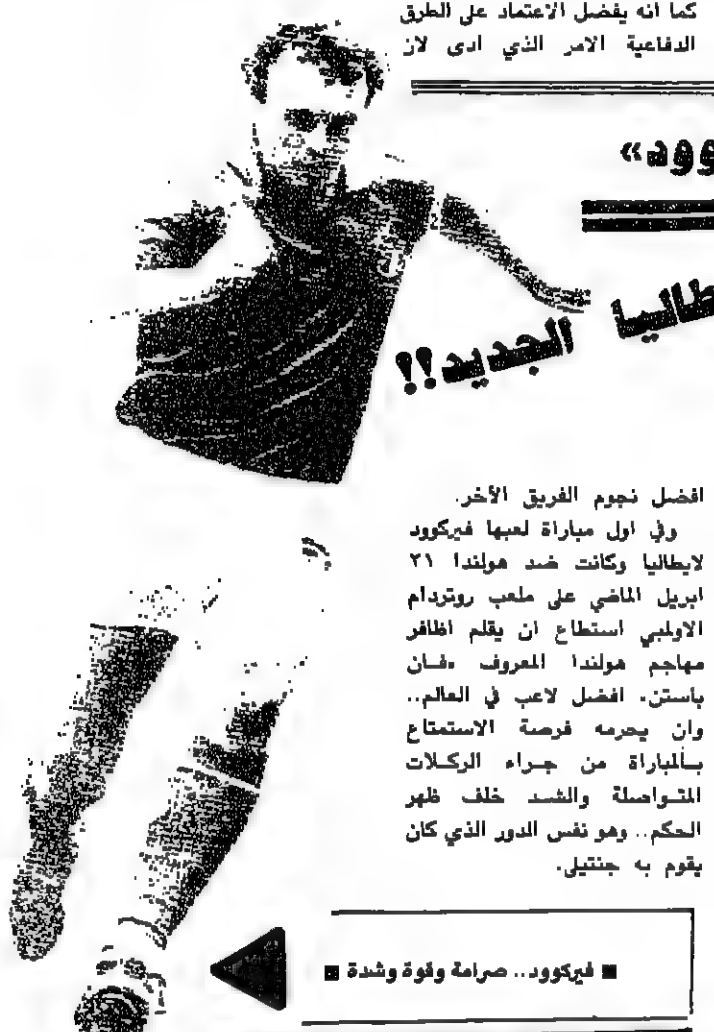 كما انه يفضل الاعتماد على الطرق
الدفاعية الامر الذي ادى لان
وود»
طاليا الجديد!!
افضل نجوم الفريق الأخر.
وفي اول مباراة لعبها فيركوود
لايطاليا وكانت ضد هولندا ٢١
ابريل الماضي على ملعب روتردام
الاولمبي استطاع ان يقلم اظافر
مهاجم هولندا المعروف «فان
باستن» افضل لاعب في العالم..
وان يحرمه فرصة الاستمتاع
بالمباراة من جراء الركلات
المتواصلة والشد خلف ظهر
الحكم.. وهو نفس الدور الذي كان
يقوم به جنتيلي.
■ فيركوود.. صرامة وقوة وشدة ■